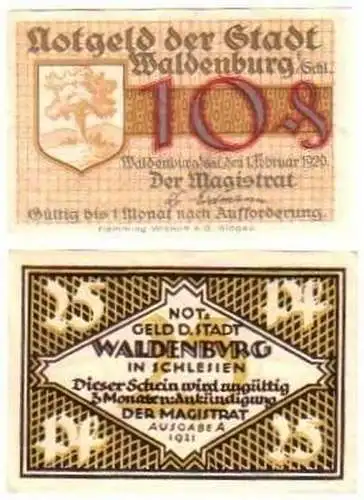 Notgeld der Stadt
Waldenburg/Schl.
10 ₰
Waldenburg/Schl. den 1. Februar 1920.
Der Magistrat
Gültig bis 1 Monat nach Aufforderung.
Flemming-Wiskott A.G. Glogau
25 Pf
NOT=
GELD D. STADT
WALDENBVRG
IN SCHLESIEN
Dieser Schein wird ungültig
3 Monate n. Ankündigung
DER MAGISTRAT
AUSGABE A
1921
Pf 25